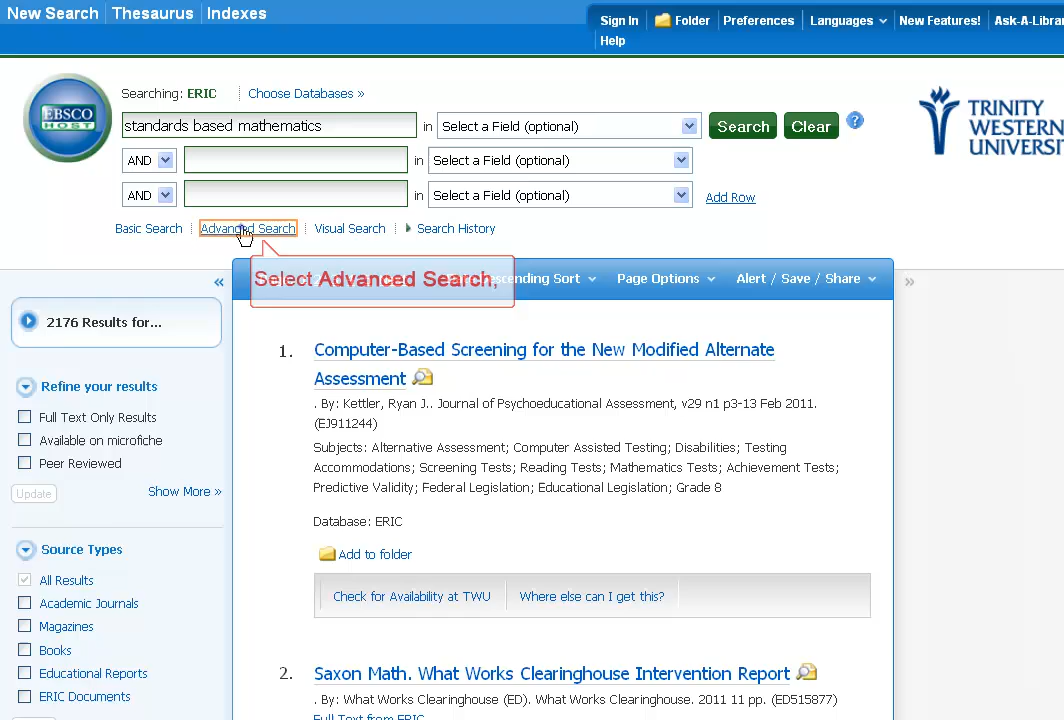 New Search Thesaurus Indexes
Sign In Folder Preferences Languages New Features! Ask-A-Librar
Help
Searching: ERIC Choose Databases »
EBSCO
HOST
standards based mathematics in Select a Field (optional) Search Clear ?
AND in Select a Field (optional)
AND in Select a Field (optional) Add Row
Basic Search Advanced Search Visual Search Search History
TRINITY
WESTERN
UNIVERSIT
Select Advanced Search,
Sort Page Options Alert / Save / Share
« »
2176 Results for...
Refine your results
Full Text Only Results
Available on microfiche
Peer Reviewed
Update Show More »
Source Types
All Results
Academic Journals
Magazines
Books
Educational Reports
ERIC Documents
1. Computer-Based Screening for the New Modified Alternate
Assessment
. By: Kettler, Ryan J.. Journal of Psychoeducational Assessment, v29 n1 p3-13 Feb 2011.
(EJ911244)
Subjects: Alternative Assessment; Computer Assisted Testing; Disabilities; Testing
Accommodations; Screening Tests; Reading Tests; Mathematics Tests; Achievement Tests;
Predictive Validity; Federal Legislation; Educational Legislation; Grade 8
Database: ERIC
Add to folder
Check for Availability at TWU Where else can I get this?
2. Saxon Math. What Works Clearinghouse Intervention Report
. By: What Works Clearinghouse (ED). What Works Clearinghouse. 2011 11 pp. (ED515877)
Full Text from ERIC